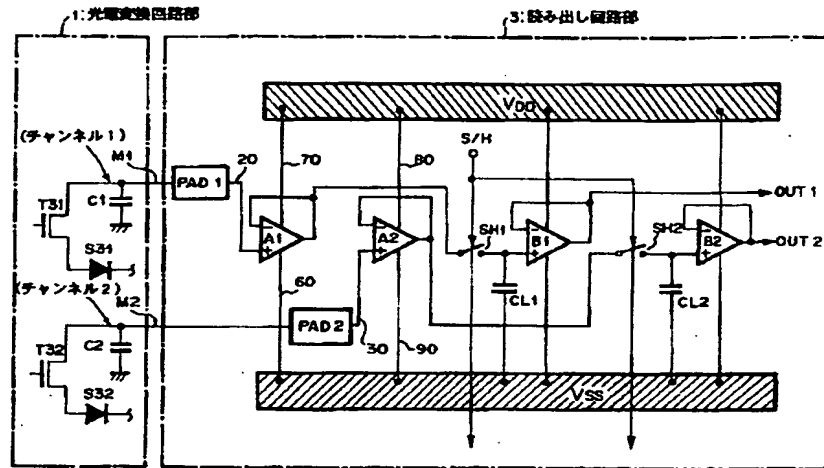 1:光電変換回路部
3:読み出し回路部
VDD
(チャンネル1)
M1
20
70
80
S/H
PAD 1
OUT 1
T31
C1
A1
A2
SH1
B1
SH2
B2
OUT 2
S31
(チャンネル2)
M2
60
CL1
CL2
PAD 2
T32
C2
30
90
S32
VSS